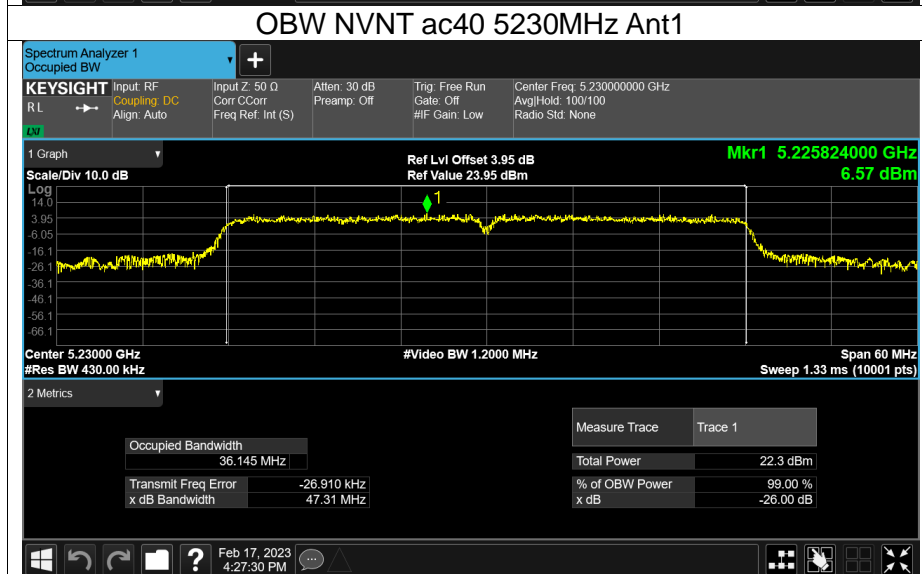 OBW NVNT ac40 5230MHz Ant1
Spectrum Analyzer 1
Occupied BW
+
KEYSIGHT Input: RF Input Z: 50 Ω Atten: 30 dB Trig: Free Run Center Freq: 5.230000000 GHz
RL Coupling: DC Corr CCorr Preamp: Off Gate: Off Avg|Hold: 100/100
Align: Auto Freq Ref: Int (S) #IF Gain: Low Radio Std: None
LXI
1 Graph Ref Lvl Offset 3.95 dB Mkr1 5.225824000 GHz
Scale/Div 10.0 dB Ref Value 23.95 dBm 6.57 dBm
Log
14.0
1
3.95
-6.05
-16.1
-26.1
-36.1
-46.1
-56.1
-66.1
Center 5.23000 GHz #Video BW 1.2000 MHz Span 60 MHz
#Res BW 430.00 kHz Sweep 1.33 ms (10001 pts)
2 Metrics
Measure Trace Trace 1
Occupied Bandwidth
36.145 MHz Total Power 22.3 dBm
Transmit Freq Error -26.910 kHz % of OBW Power 99.00 %
x dB Bandwidth 47.31 MHz x dB -26.00 dB
? Feb 17, 2023
4:27:30 PM